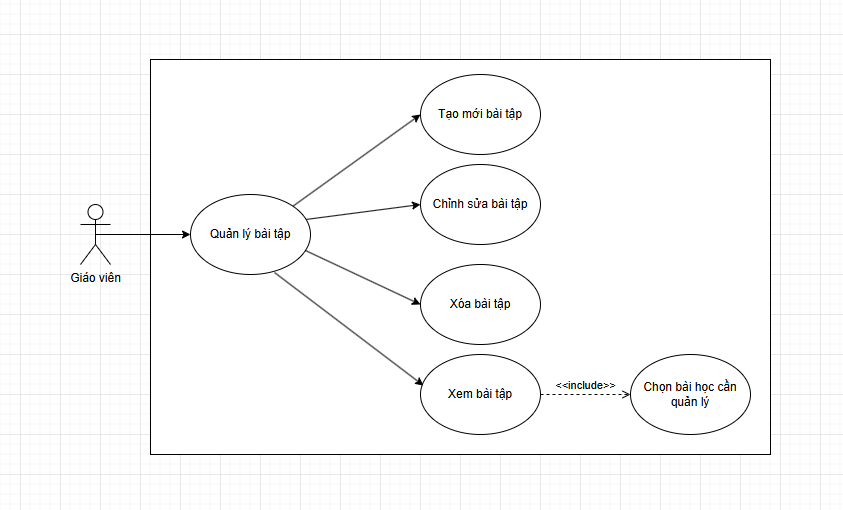 Tạo mới bài tập
Chỉnh sửa bài tập
Quản lý bài tập
Giáo viên
Xóa bài tập
Xem bài tập
<<include>>
Chọn bài học cần
quản lý